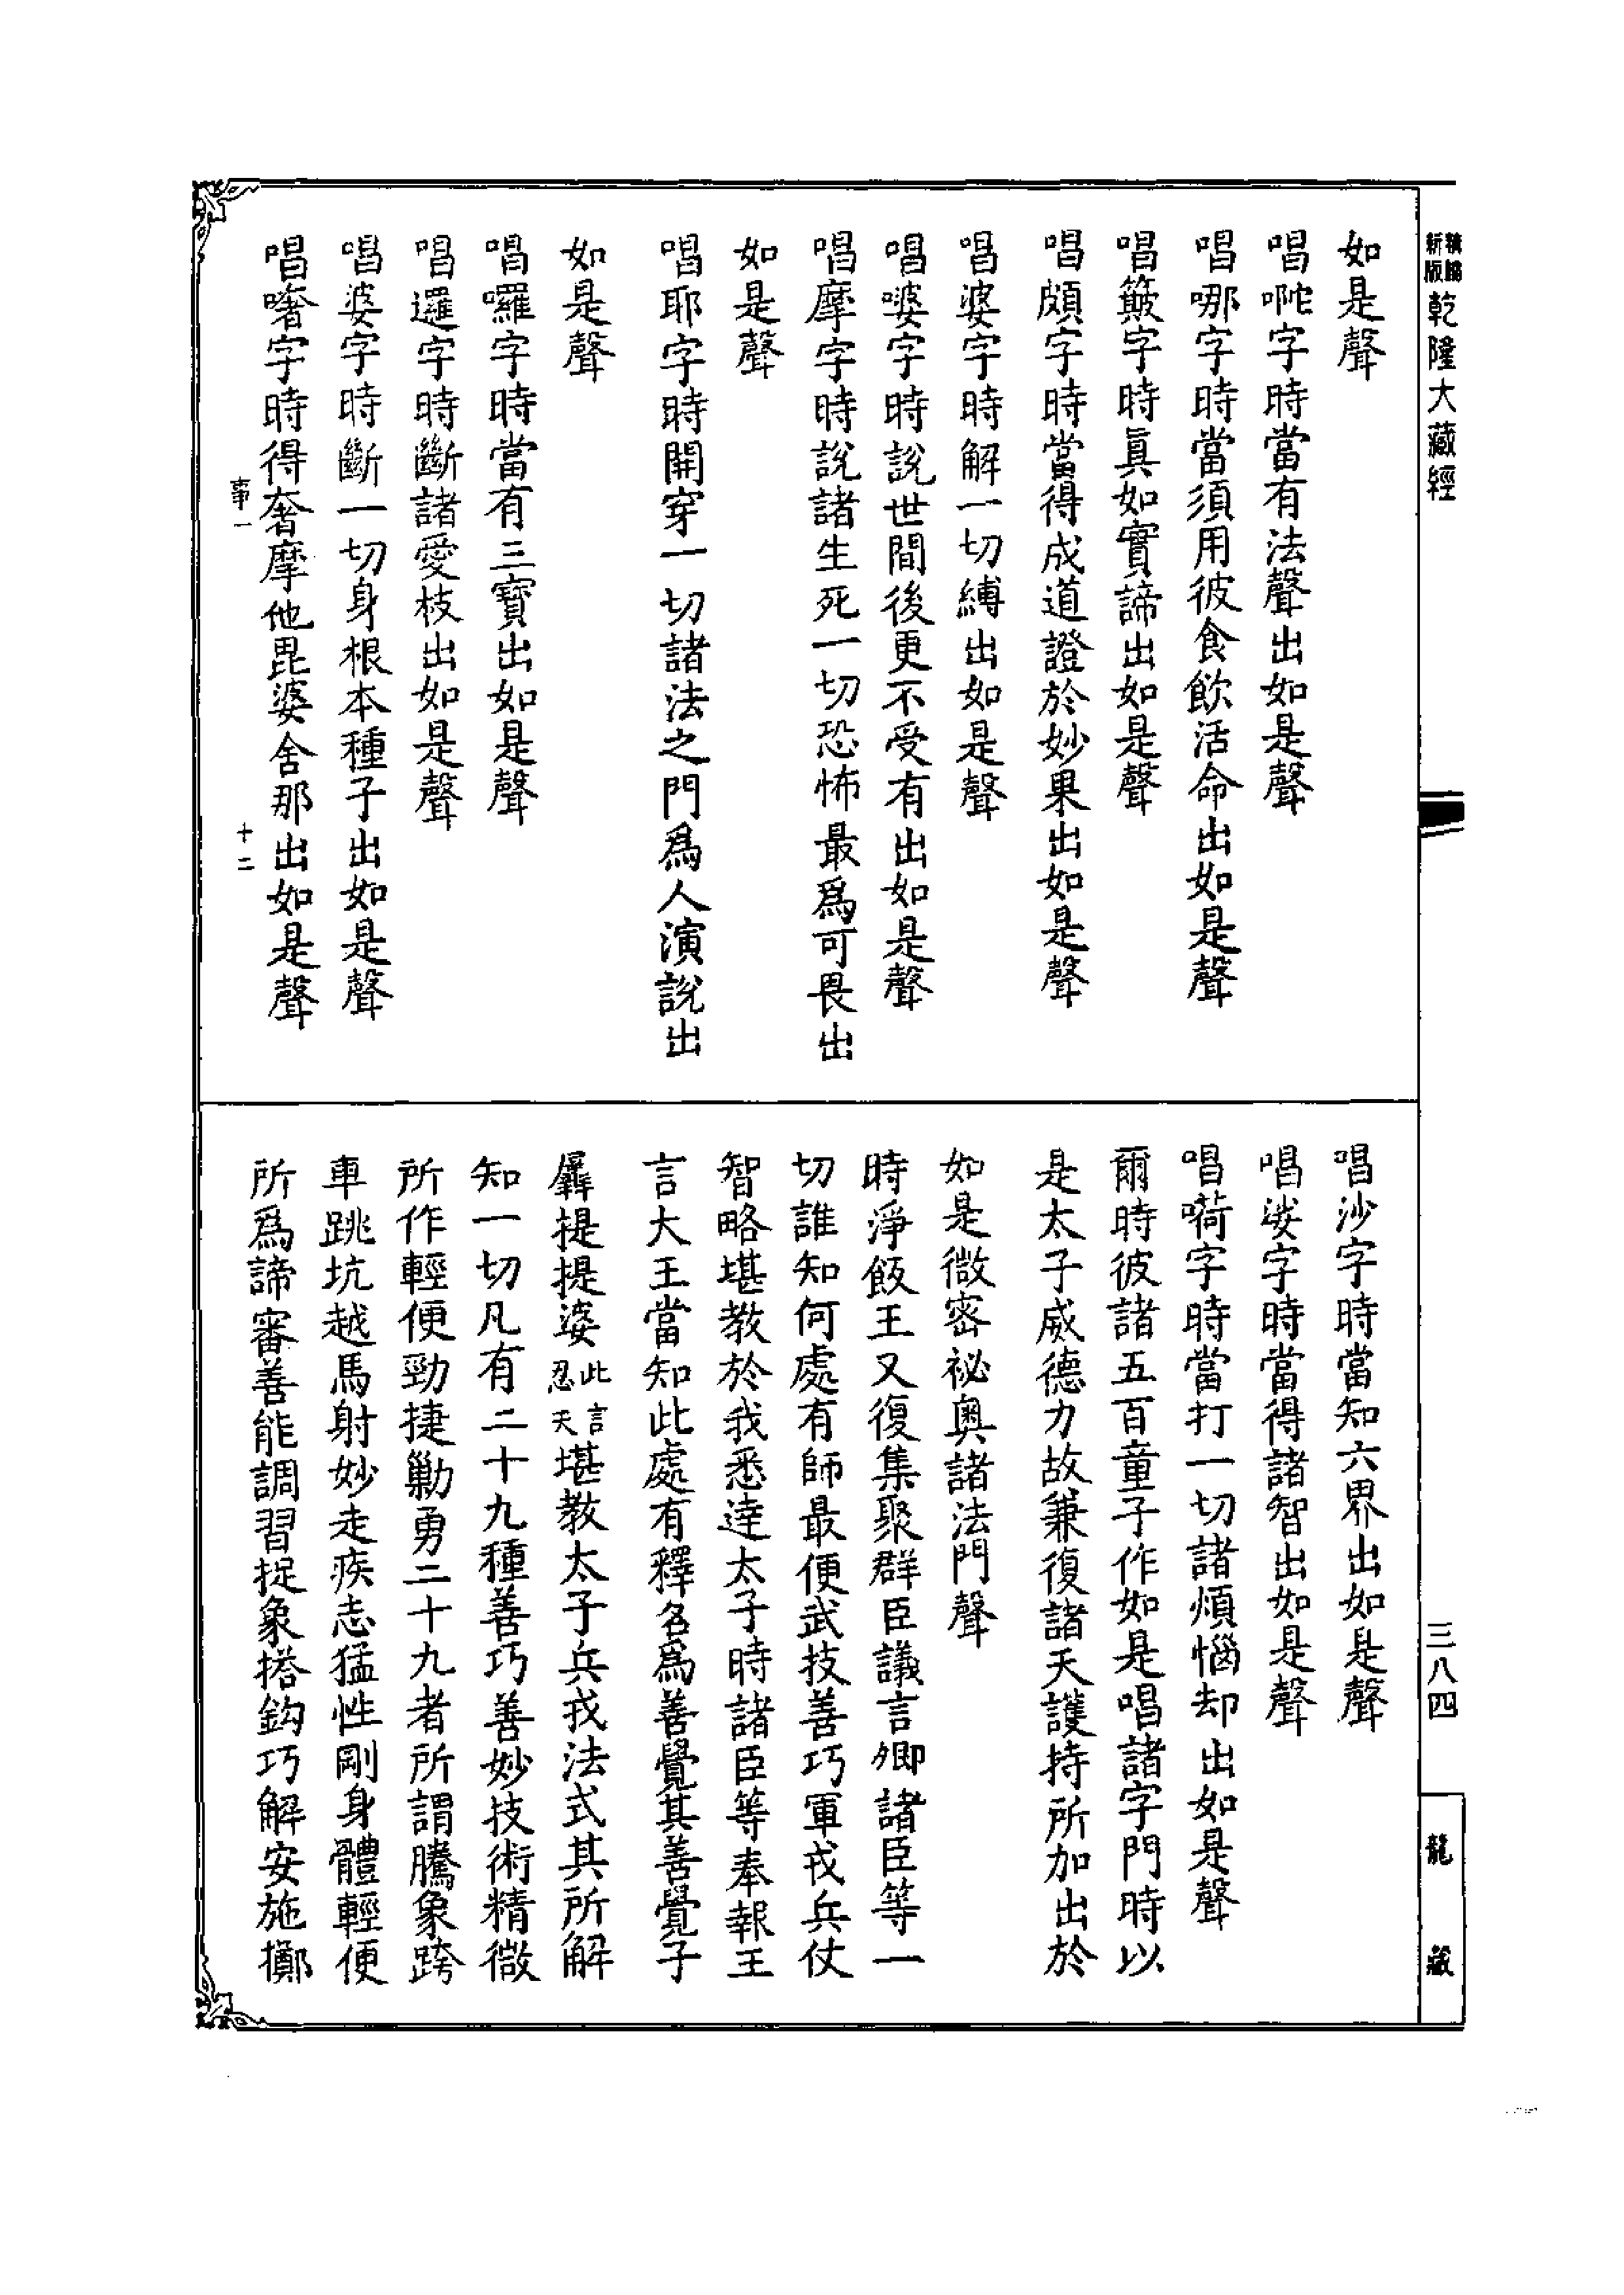 乾隆大藏經
三八四
龍藏
如是聲
唱㖠字時當有法聲出如是聲
唱哪字時當須用彼食飲活命出如是聲
唱簸字時真如實諦出如是聲
唱頗字時當得成道證於妙果出如是聲
唱婆字時解一切縛出如是聲
唱嘙字時說世間後更不受有出如是聲
唱摩字時說諸生死一切恐怖最爲可畏出
如是聲
唱耶字時開穿一切諸法之門爲人演說出
如是聲
唱囉字時當有三寶出如是聲
唱邏字時斷諸愛枝出如是聲
唱婆字時斷一切身根本種子出如是聲
唱嗜字時得奢摩他毘婆舍那出如是聲
事一
十二
唱沙字時當知六界出如是聲
唱娑字時當得諸智出如是聲
唱嗬字時當打一切諸煩惱却出如是聲
爾時彼諸五百童子作如是唱諸字門時以
是太子威德力故兼復諸天護持所加出於
如是微密祕奥諸法門聲
時淨飯王又復集聚群臣議言卿諸臣等一
切誰知何處有師最便武技善巧軍戎兵仗
智略堪教於我悉達太子時諸臣等奉報王
言大王當知此處有釋名爲善覺其善覺子
羼提提婆此言忍天堪教太子兵戎法式其所解
知一切凡有二十九種善巧善妙技術精微
所作輕便勁捷勦勇二十九者所謂騰象跨
車跳坑越馬射妙走疾志猛性剛身體輕便
所爲諦審善能調習捉象搭鈎巧解安施擲